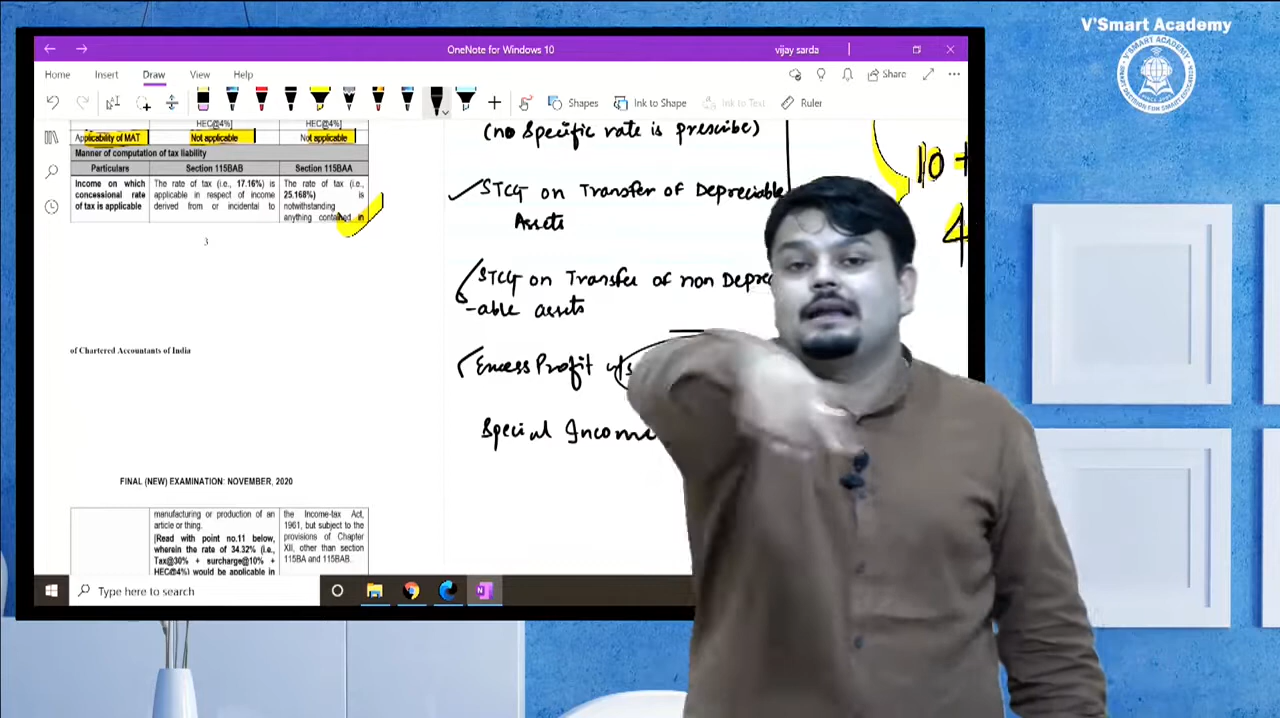 V'Smart Academy
OneNote for Windows 10
vijay sarda
Home Insert Draw View Help
Share
Shapes
Ink to Shape
Ink to Text
Ruler
HEC@4%] HEC@4%]
Applicability of MAT Not applicable Not applicable
Manner of computation of tax liability
Particulars Section 115BAB Section 115BAA
Income on which concessional rate of tax is applicable
The rate of tax (i.e., 17.16%) is
applicable in respect of income
derived from or incidental to
The rate of tax (i.e.,
25.168%) is
notwithstanding
anything contained in
3
of Chartered Accountants of India
FINAL (NEW) EXAMINATION: NOVEMBER, 2020
manufacturing or production of an
article or thing.
[Read with point no.11 below,
wherein the rate of 34.32% (i.e.,
Tax@30% + surcharge@10% +
HEC@4%) would be applicable in
the Income-tax Act,
1961, but subject to the
provisions of Chapter
XII, other than section
115BA and 115BAB.
(no Specific rate is prescribe)
STCG on Transfer of Depreciable
Assets
STCG on Transfer of non Depreci
-able assets
Excess Profit u/s
Special Income
10 +
4
Type here to search